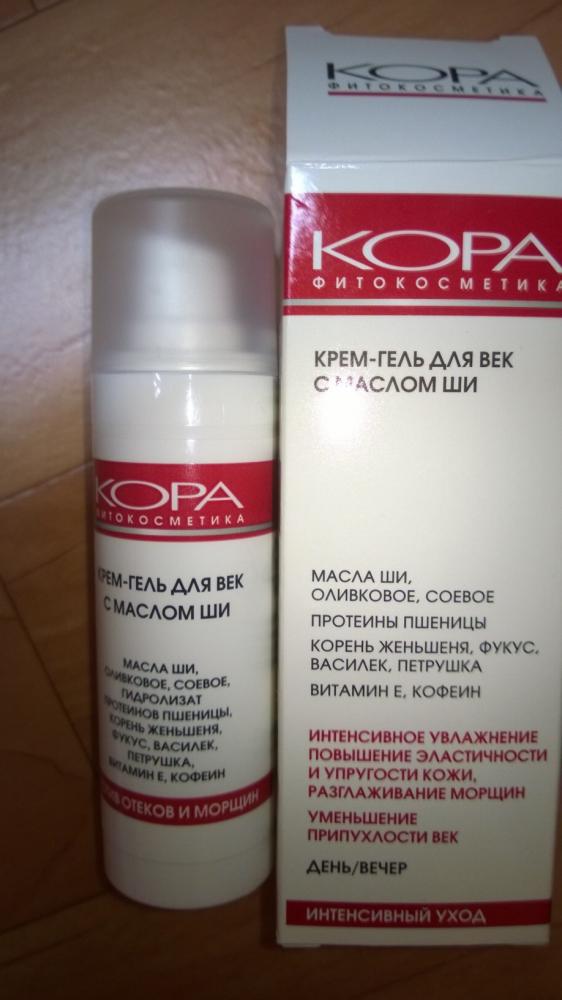 КОРА
ФИТОКОСМЕТИКА
КОРА
ФИТОКОСМЕТИКА
КРЕМ-ГЕЛЬ ДЛЯ ВЕК
С МАСЛОМ ШИ
МАСЛА ШИ,
ОЛИВКОВОЕ, СОЕВОЕ
ПРОТЕИНЫ ПШЕНИЦЫ
КОРЕНЬ ЖЕНЬШЕНЯ, ФУКУС,
ВАСИЛЕК, ПЕТРУШКА
ВИТАМИН Е, КОФЕИН
ИНТЕНСИВНОЕ УВЛАЖНЕНИЕ
ПОВЫШЕНИЕ ЭЛАСТИЧНОСТИ
И УПРУГОСТИ КОЖИ,
РАЗГЛАЖИВАНИЕ МОРЩИН
УМЕНЬШЕНИЕ
ПРИПУХЛОСТИ ВЕК
ДЕНЬ/ВЕЧЕР
ИНТЕНСИВНЫЙ УХОД
КОРА
ФИТОКОСМЕТИКА
КРЕМ-ГЕЛЬ ДЛЯ ВЕК
С МАСЛОМ ШИ
МАСЛА ШИ,
ОЛИВКОВОЕ, СОЕВОЕ,
ГИДРОЛИЗАТ
ПРОТЕИНОВ ПШЕНИЦЫ,
КОРЕНЬ ЖЕНЬШЕНЯ,
ФУКУС, ВАСИЛЕК,
ПЕТРУШКА,
ВИТАМИН Е, КОФЕИН
ОТЕКОВ И МОРЩИН